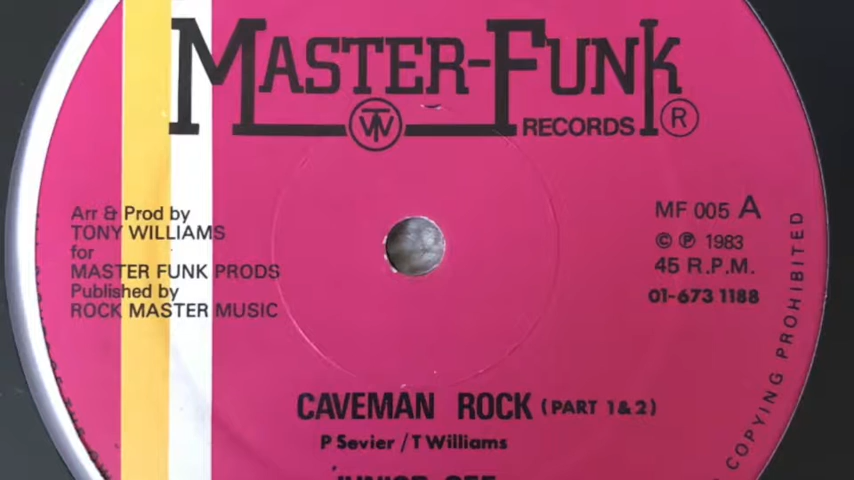 MASTER-FUNK
TW
RECORDS R
Arr & Prod by
TONY WILLIAMS
for
MASTER FUNK PRODS
Published by
ROCK MASTER MUSIC
MF 005 A
© ℗ 1983
45 R.P.M.
01-673 1188
COPYING PROHIBITED
CAVEMAN ROCK (PART 1 & 2)
P Sevier / T Williams